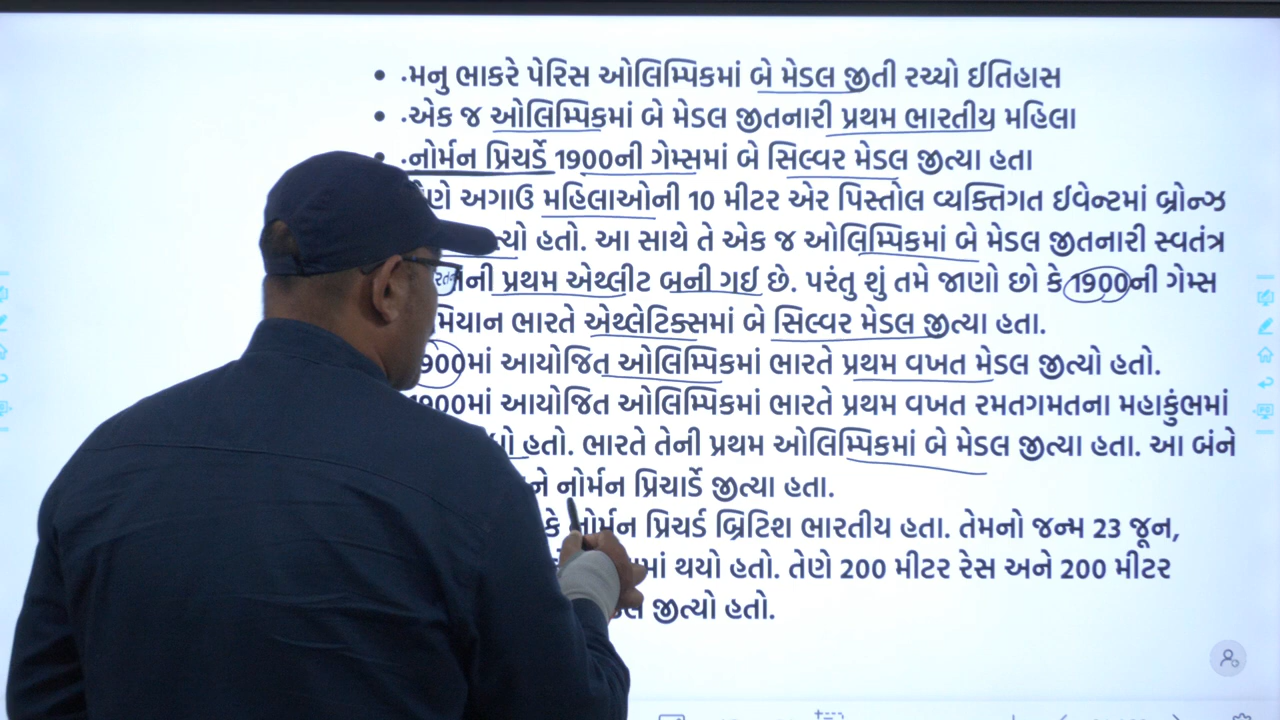 • .મનુ ભાકરે પેરિસ ઓલિમ્પિકમાં બે મેડલ જીતી રચ્યો ઈતિહાસ
• .એક જ ઓલિમ્પિકમાં બે મેડલ જીતનારી પ્રથમ ભારતીય મહિલા
• .નોર્મન પ્રિચર્ડે 1900ની ગેમ્સમાં બે સિલ્વર મેડલ જીત્યા હતા
અગાઉ મહિલાઓની 10 મીટર એર પિસ્તોલ વ્યક્તિગત ઈવેન્ટમાં બ્રોન્ઝ
હતો. આ સાથે તે એક જ ઓલિમ્પિકમાં બે મેડલ જીતનારી સ્વતંત્ર
પ્રથમ એથ્લીટ બની ગઈ છે. પરંતુ શું તમે જાણો છો કે 1900ની ગેમ્સ
ભારતે એથ્લેટિક્સમાં બે સિલ્વર મેડલ જીત્યા હતા.
1900માં આયોજિત ઓલિમ્પિકમાં ભારતે પ્રથમ વખત મેડલ જીત્યો હતો.
1900માં આયોજિત ઓલિમ્પિકમાં ભારતે પ્રથમ વખત રમતગમતના મહાકુંભમાં
હતો. ભારતે તેની પ્રથમ ઓલિમ્પિકમાં બે મેડલ જીત્યા હતા. આ બંને
નોર્મન પ્રિચાર્ડે જીત્યા હતા.
કે નોર્મન પ્રિચર્ડ બ્રિટિશ ભારતીય હતા. તેમનો જન્મ 23 જૂન,
થયો હતો. તેણે 200 મીટર રેસ અને 200 મીટર
જીત્યો હતો.